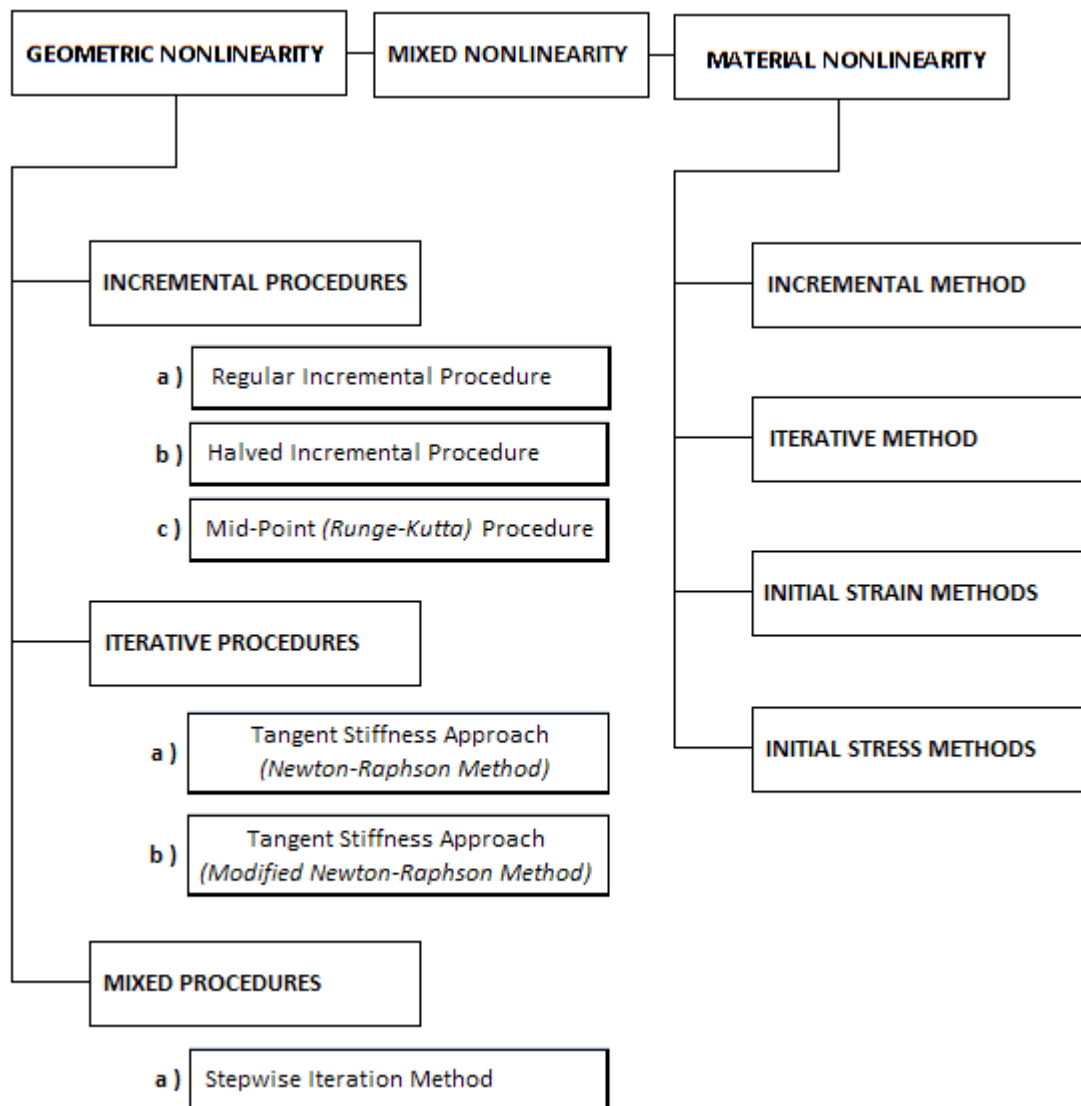 GEOMETRIC NONLINEARITY
MIXED NONLINEARITY
MATERIAL NONLINEARITY
INCREMENTAL PROCEDURES
a ) Regular Incremental Procedure
b ) Halved Incremental Procedure
c ) Mid-Point (Runge-Kutta) Procedure
ITERATIVE PROCEDURES
a ) Tangent Stiffness Approach
(Newton-Raphson Method)
b ) Tangent Stiffness Approach
(Modified Newton-Raphson Method)
MIXED PROCEDURES
a ) Stepwise Iteration Method
INCREMENTAL METHOD
ITERATIVE METHOD
INITIAL STRAIN METHODS
INITIAL STRESS METHODS